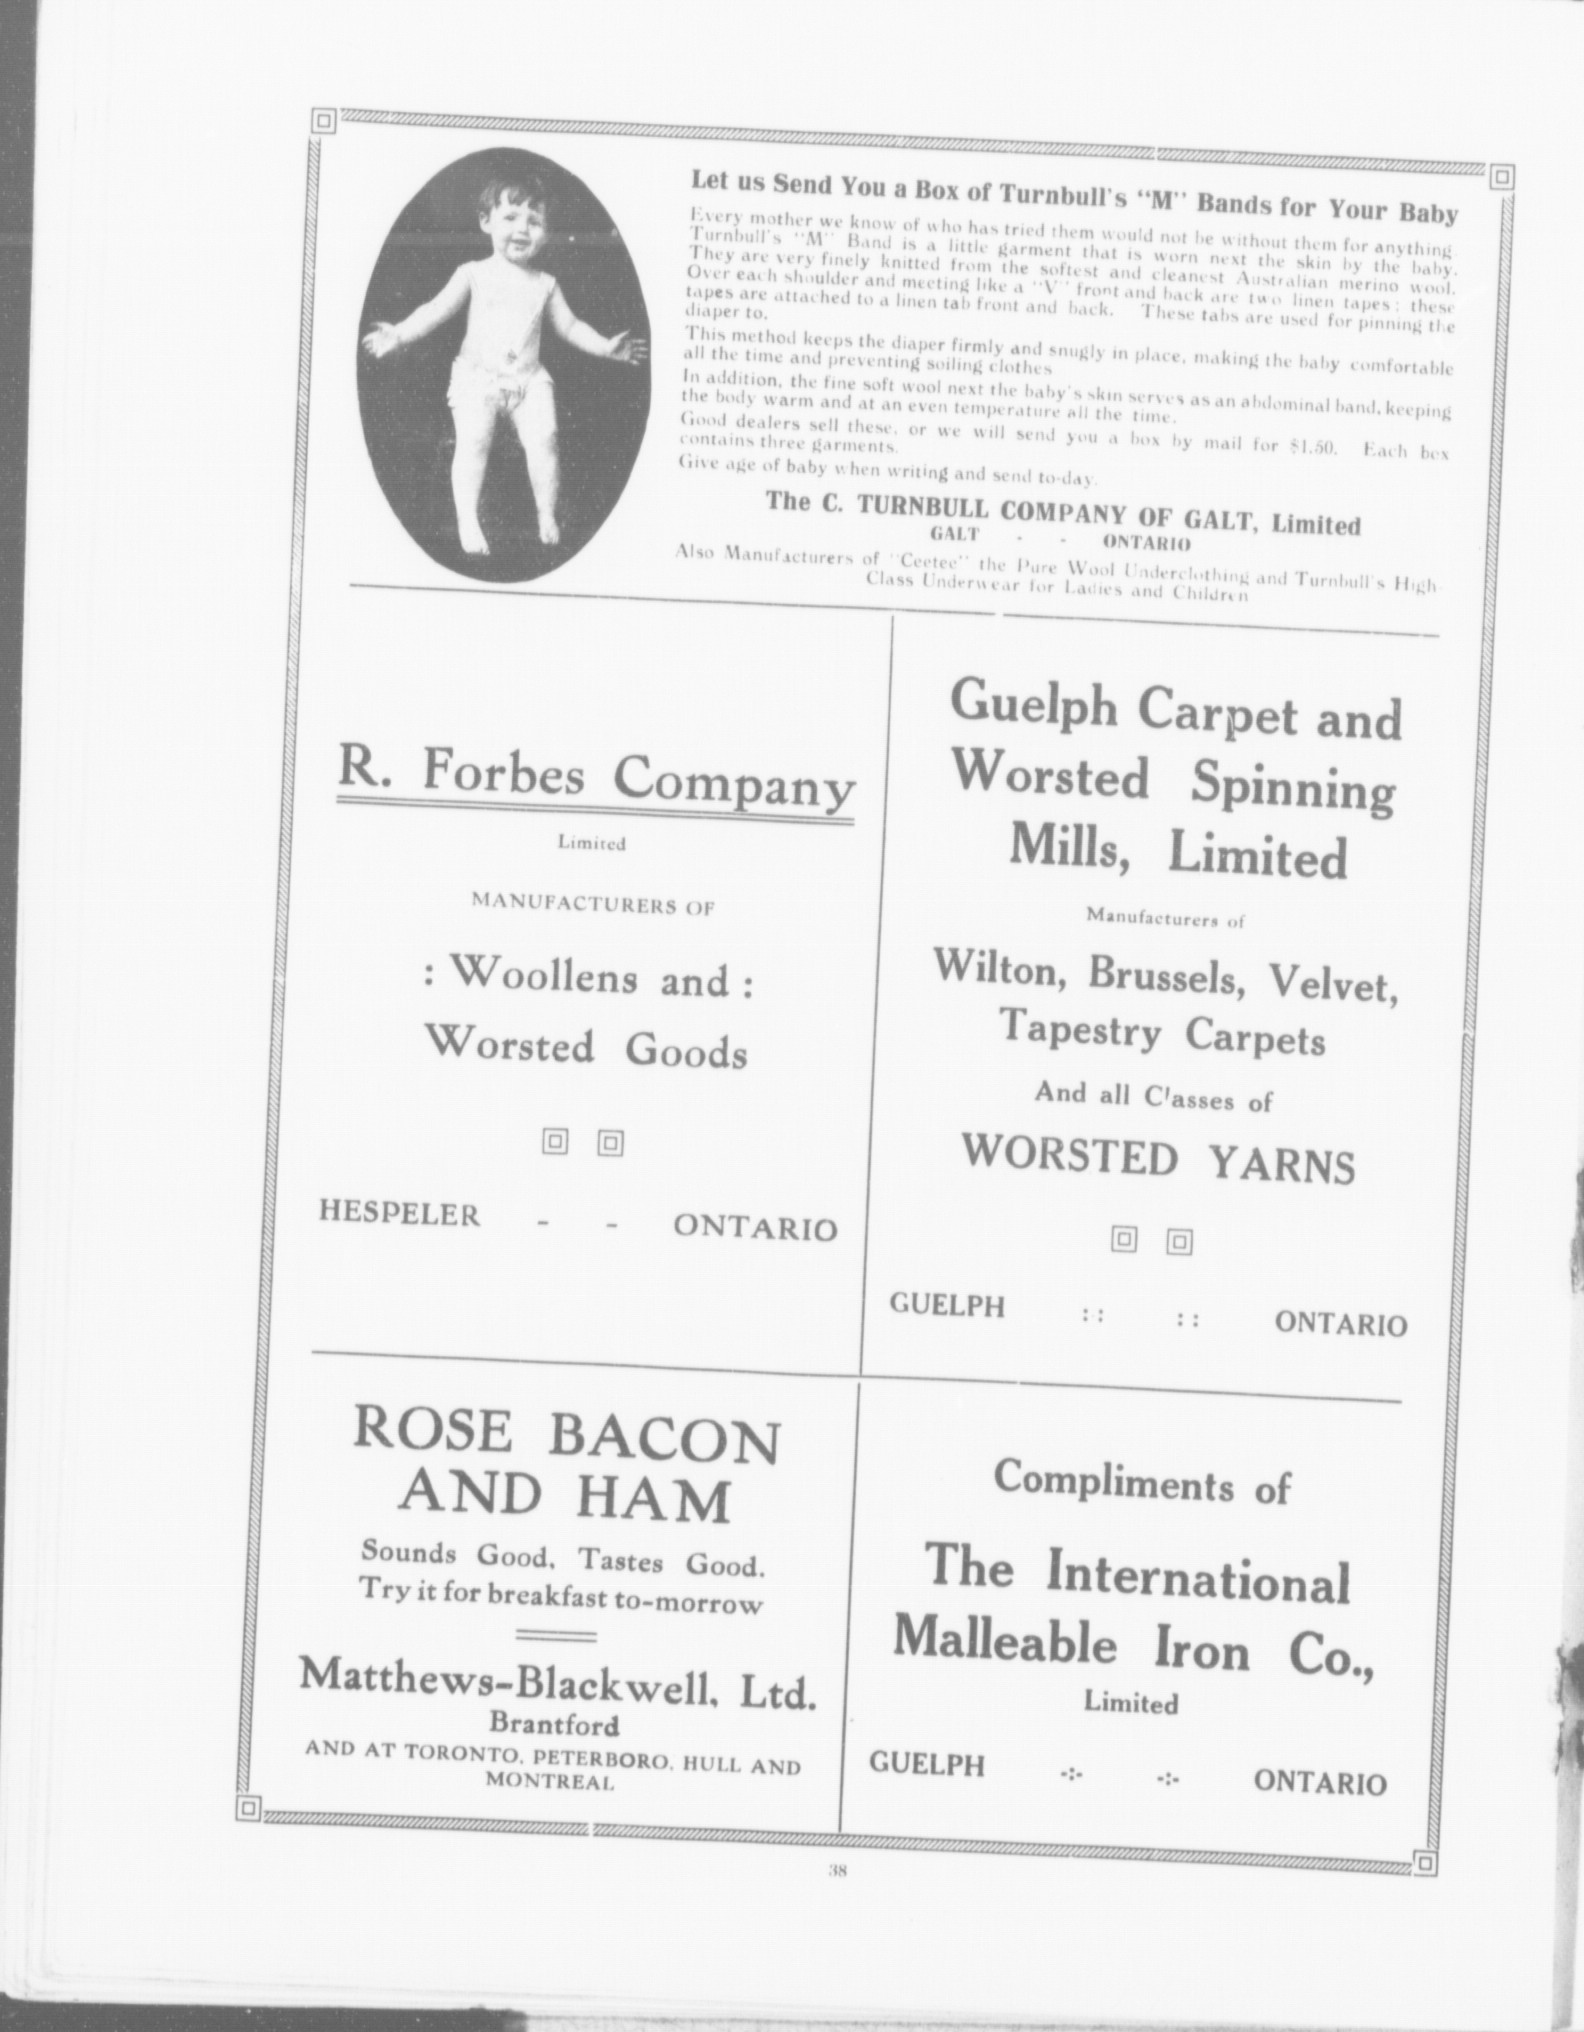 Let us Send You a Box of Turnbull's "M" Bands for Your Baby
Every mother we know of who has tried them would not be without them for anything.
Turnbull's "M" Band is a little garment that is worn next the skin by the baby.
They are very finely knitted from the softest and cleanest Australian merino wool.
Over each shoulder and meeting like a "V" front and back are two linen tapes; these
tapes are attached to a linen tab front and back. These tabs are used for pinning the
diaper to.
This method keeps the diaper firmly and snugly in place, making the baby comfortable
all the time and preventing soiling clothes
In addition, the fine soft wool next the baby's skin serves as an abdominal band, keeping
the body warm and at an even temperature all the time.
Good dealers sell these, or we will send you a box by mail for $1.50. Each box
contains three garments.
Give age of baby when writing and send to-day.
The C. TURNBULL COMPANY OF GALT, Limited
GALT - - ONTARIO
Also Manufacturers of "Ceetee" the Pure Wool Underclothing and Turnbull's High-
Class Underwear for Ladies and Children
R. Forbes Company
Limited
MANUFACTURERS OF
: Woollens and :
Worsted Goods
HESPELER - - ONTARIO
Guelph Carpet and
Worsted Spinning
Mills, Limited
Manufacturers of
Wilton, Brussels, Velvet,
Tapestry Carpets
And all Classes of
WORSTED YARNS
GUELPH :: :: ONTARIO
ROSE BACON
AND HAM
Sounds Good, Tastes Good.
Try it for breakfast to-morrow
Matthews-Blackwell, Ltd.
Brantford
AND AT TORONTO, PETERBORO, HULL AND
MONTREAL
Compliments of
The International
Malleable Iron Co.,
Limited
GUELPH -:- -:- ONTARIO
38